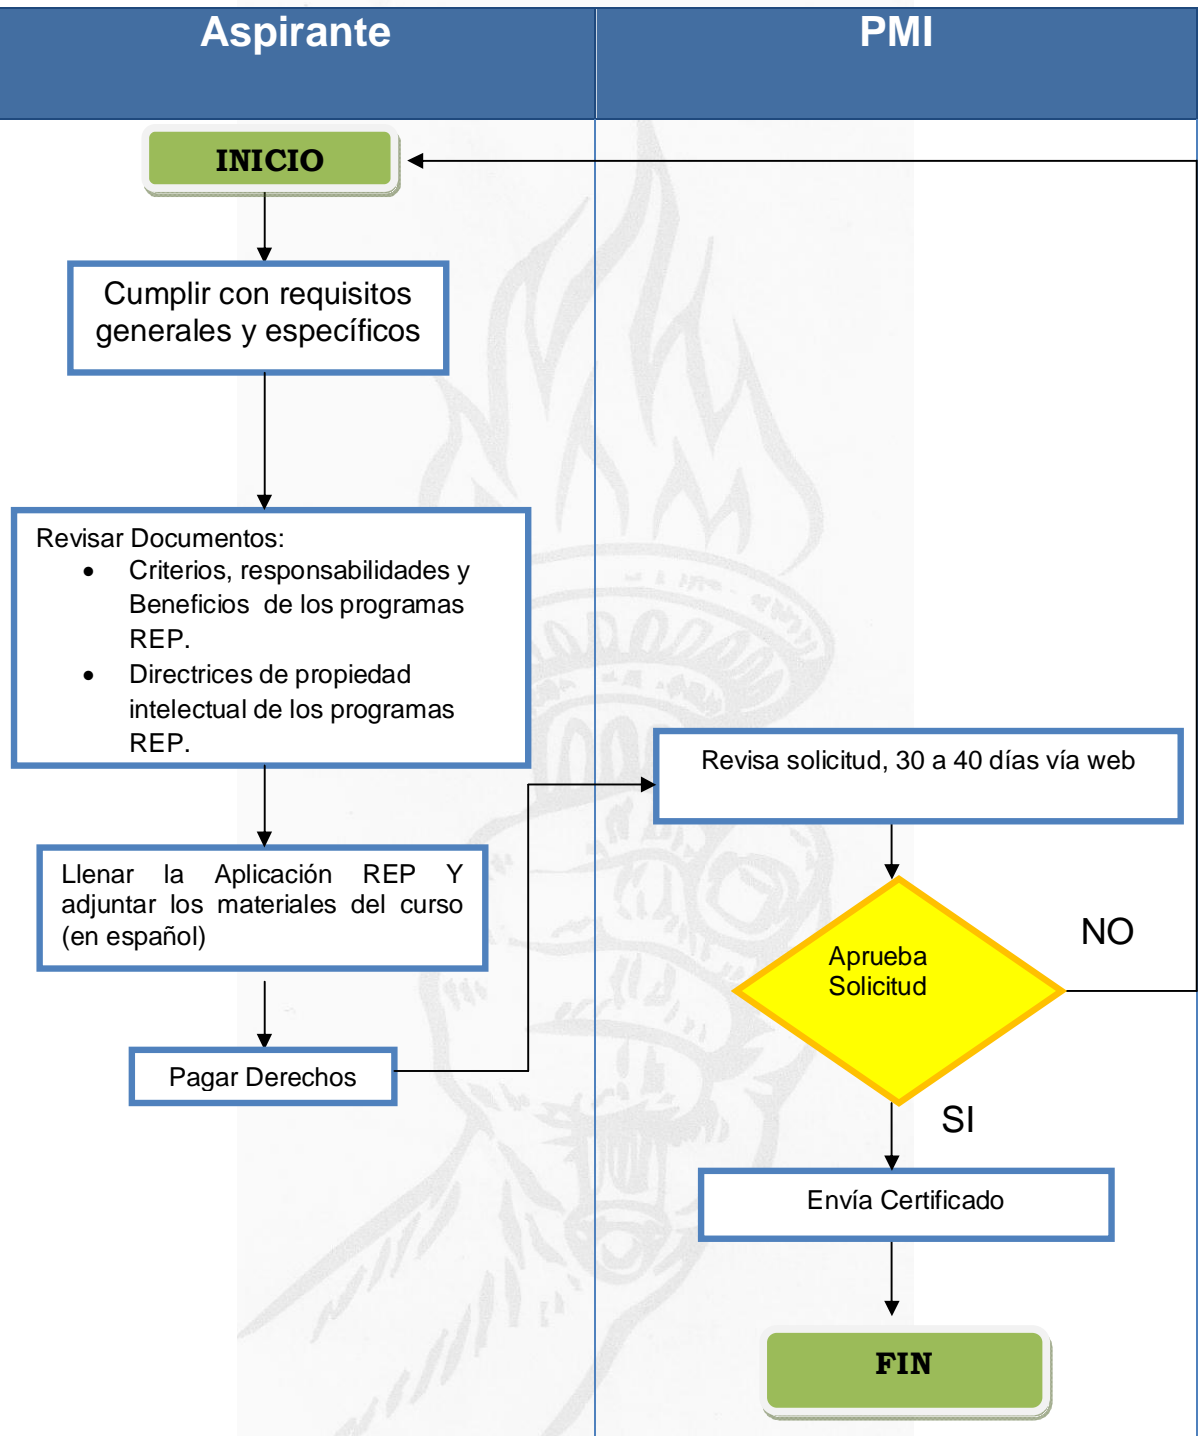 Aspirante
PMI
INICIO
Cumplir con requisitos
generales y específicos
Revisar Documentos:
• Criterios, responsabilidades y
Beneficios de los programas
REP.
• Directrices de propiedad
intelectual de los programas
REP.
Llenar la Aplicación REP Y
adjuntar los materiales del curso
(en español)
Pagar Derechos
Revisa solicitud, 30 a 40 días vía web
Aprueba
Solicitud
NO
SI
Envía Certificado
FIN